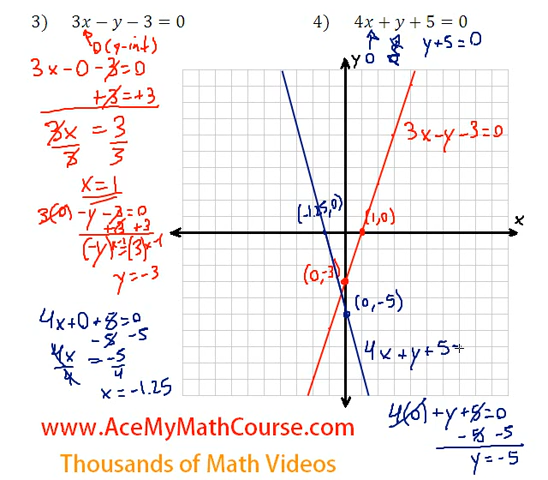 3) 3x − y − 3 = 0
0 (y-int)
3x - 0 - 3 = 0
+3 = +3
3x = 3
3 3
x = 1
3(0) - y - 3 = 0
+3 +3
(-y)x-1 = (3)x-1
y = -3
4x + 0 + 5 = 0
-5 -5
4x = -5
4 4
x = -1.25
4) 4x + y + 5 = 0
0
y + 5 = 0
y
x
3x - y - 3 = 0
(-1.25, 0)
(1, 0)
(0, -3)
(0, -5)
4x + y + 5 =
4(0) + y + 5 = 0
-5 -5
y = -5
www.AceMyMathCourse.com
Thousands of Math Videos